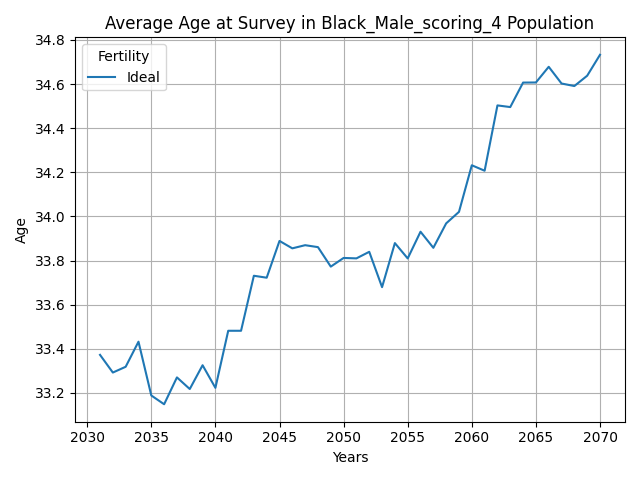 Average Age at Survey in Black_Male_scoring_4 Population
Fertility
Ideal
Age
34.8
34.6
34.4
34.2
34.0
33.8
33.6
33.4
33.2
2030 2035 2040 2045 2050 2055 2060 2065 2070
Years